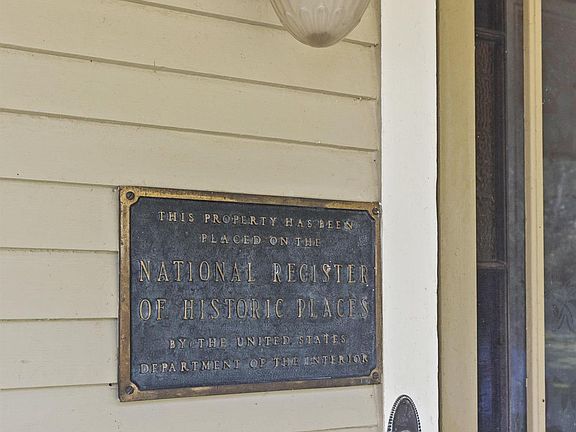 THIS PROPERTY HAS BEEN
PLACED ON THE
NATIONAL REGISTER
OF HISTORIC PLACES
BY THE UNITED STATES
DEPARTMENT OF THE INTERIOR